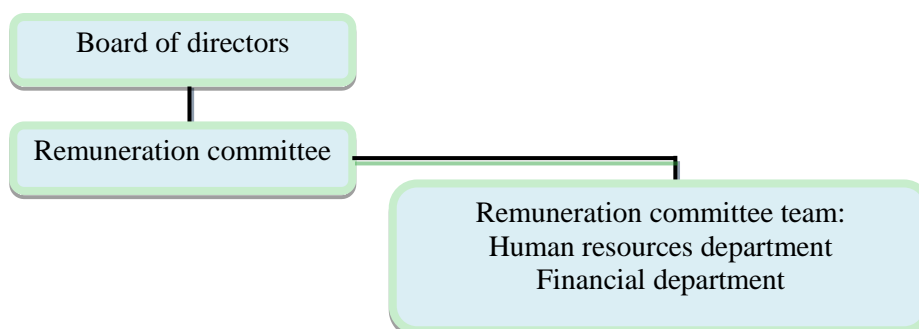 Board of directors
Remuneration committee
Remuneration committee team:
Human resources department
Financial department